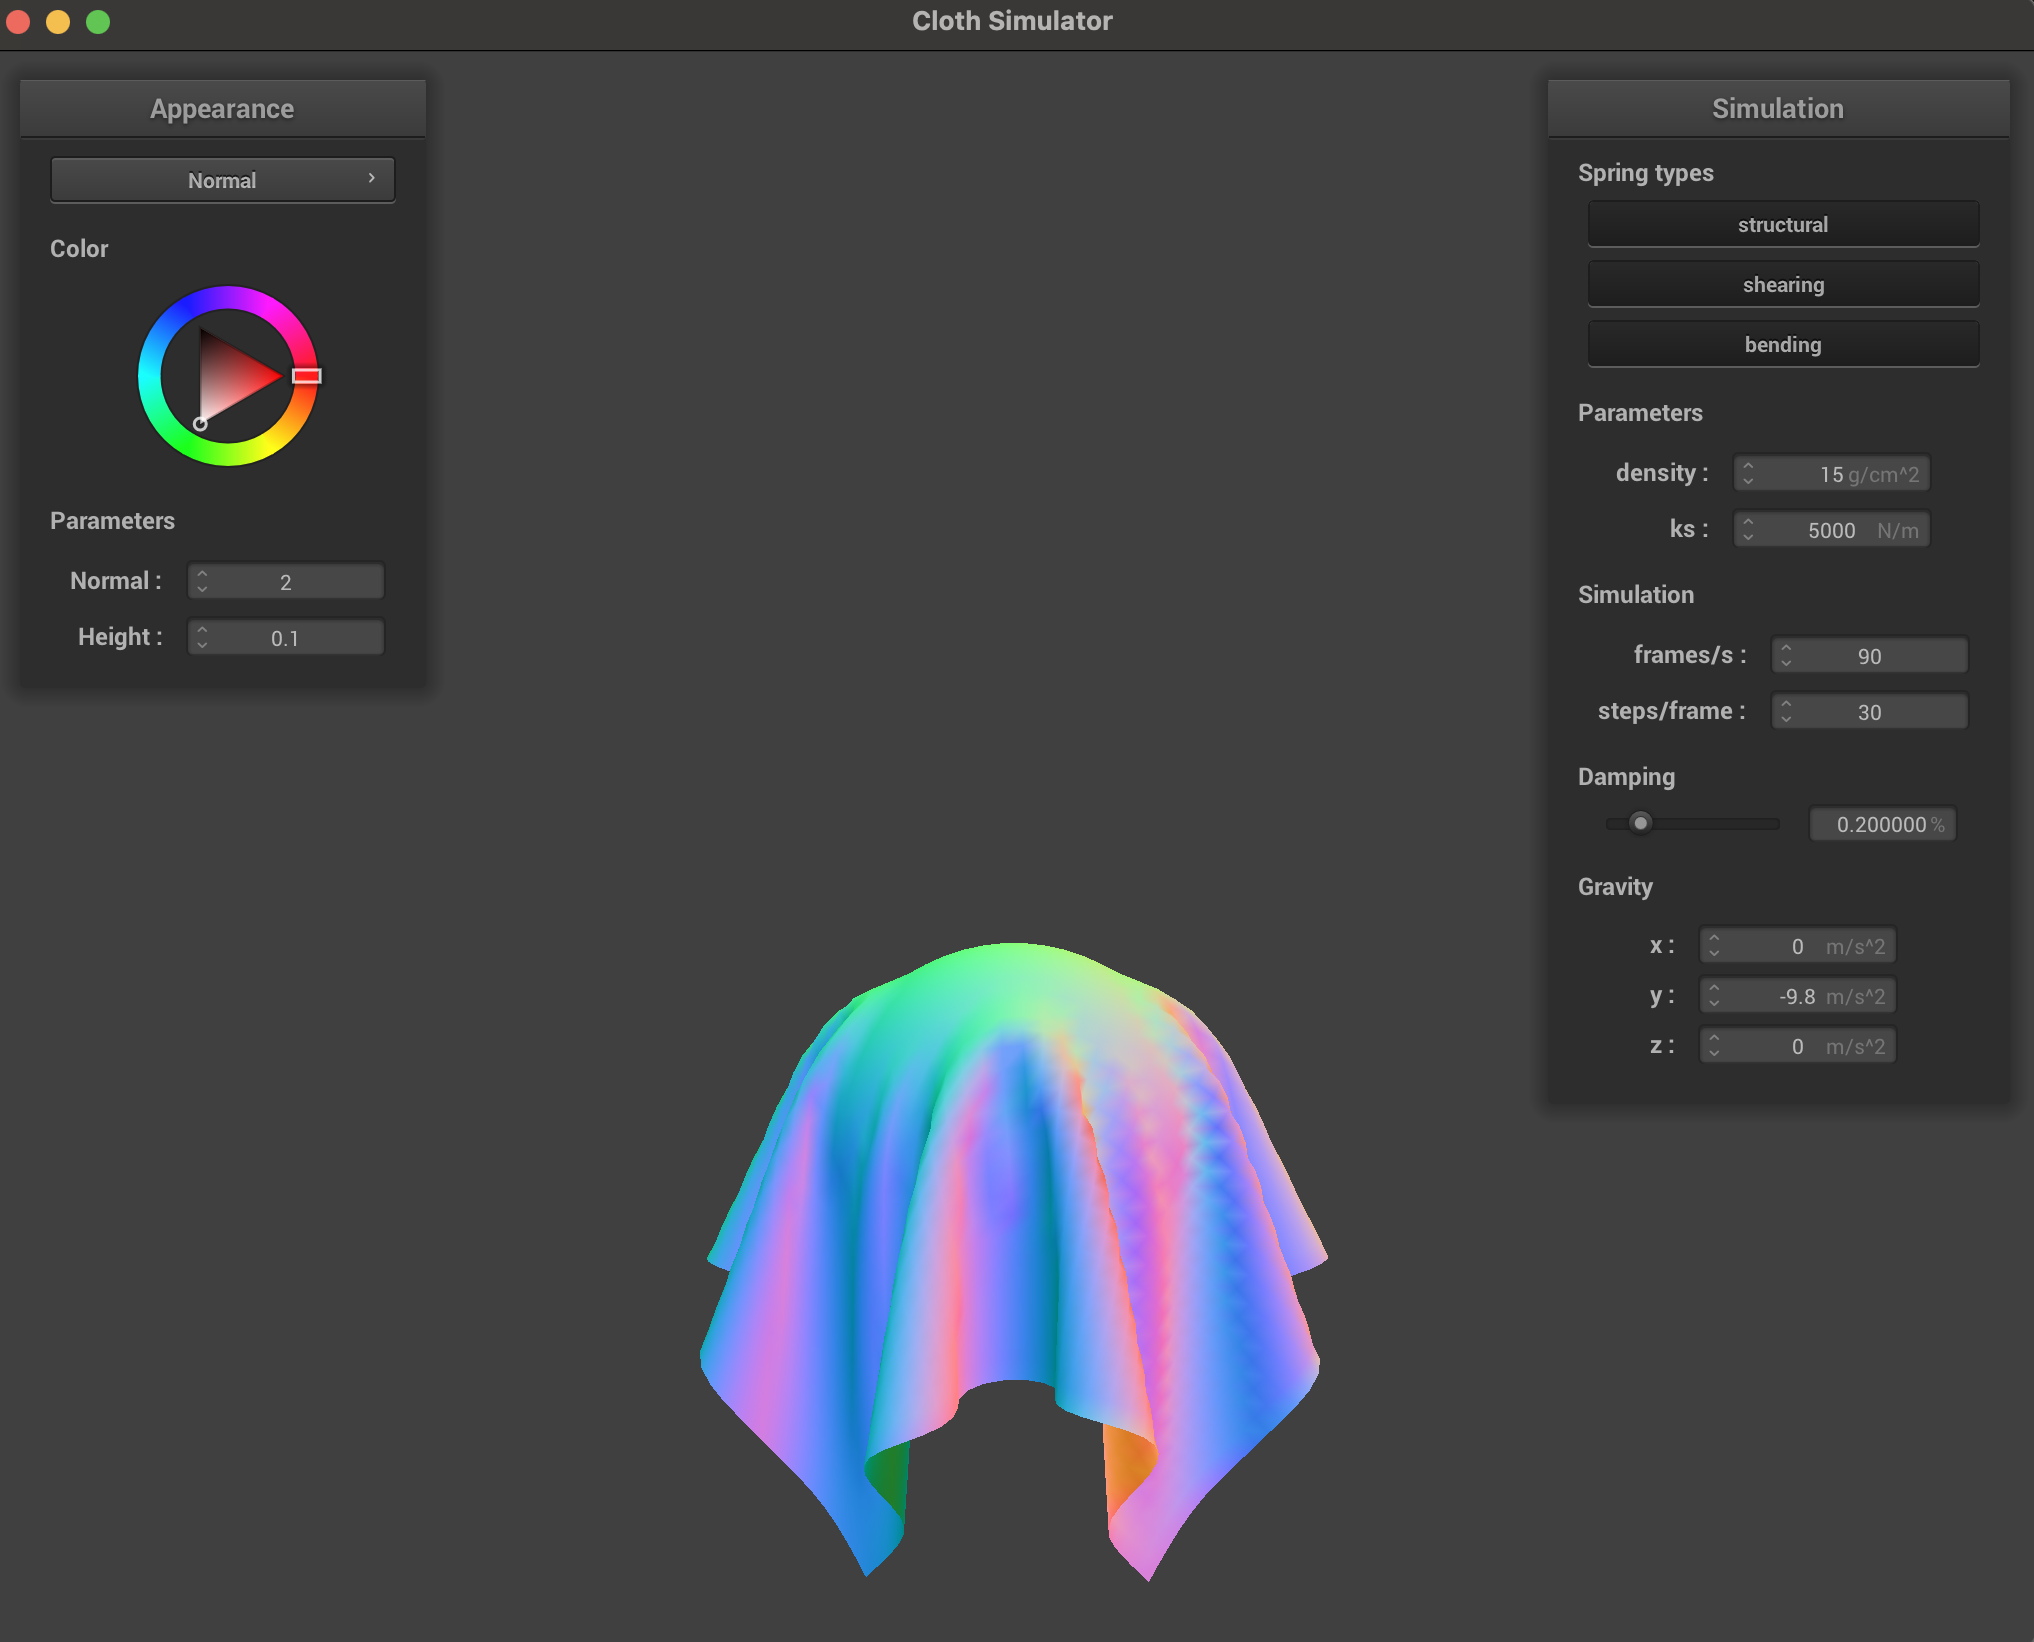 Cloth Simulator
Appearance
Normal
Color
Parameters
Normal : 2
Height : 0.1
Simulation
Spring types
structural
shearing
bending
Parameters
density : 15 g/cm^2
ks : 5000 N/m
Simulation
frames/s : 90
steps/frame : 30
Damping
0.200000 %
Gravity
x : 0 m/s^2
y : -9.8 m/s^2
z : 0 m/s^2